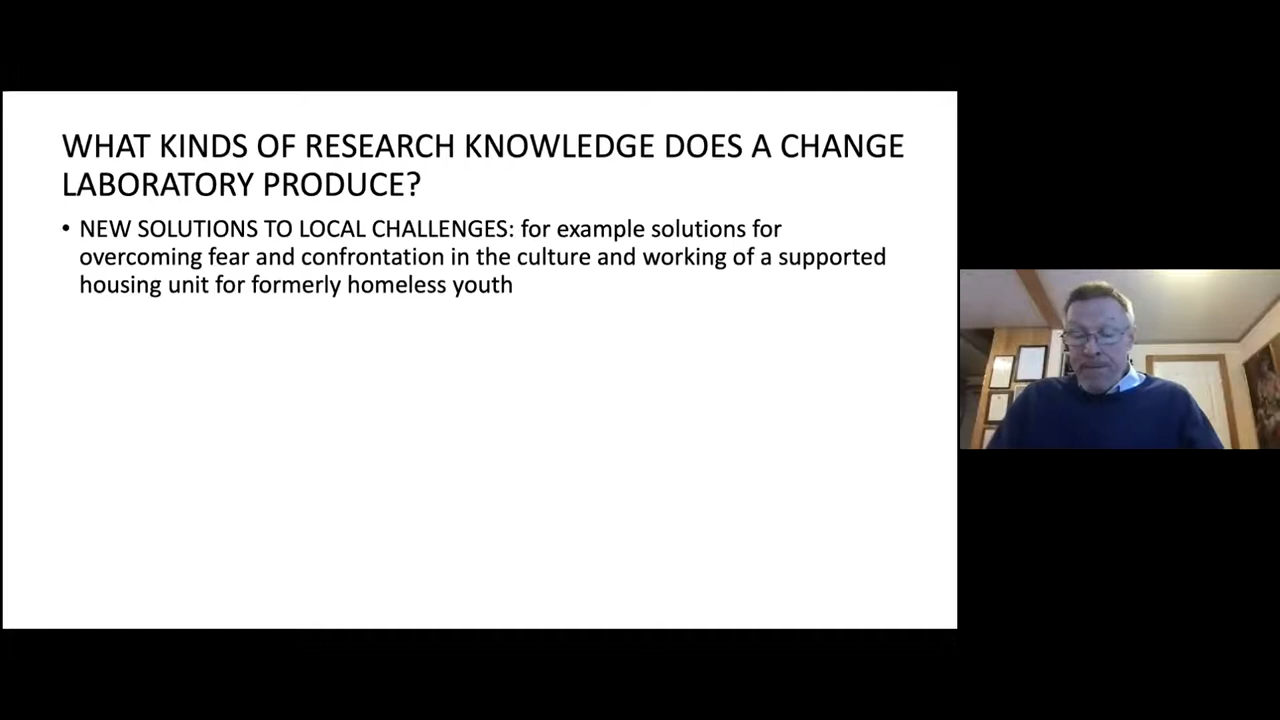 WHAT KINDS OF RESEARCH KNOWLEDGE DOES A CHANGE
LABORATORY PRODUCE?
• NEW SOLUTIONS TO LOCAL CHALLENGES: for example solutions for
overcoming fear and confrontation in the culture and working of a supported
housing unit for formerly homeless youth